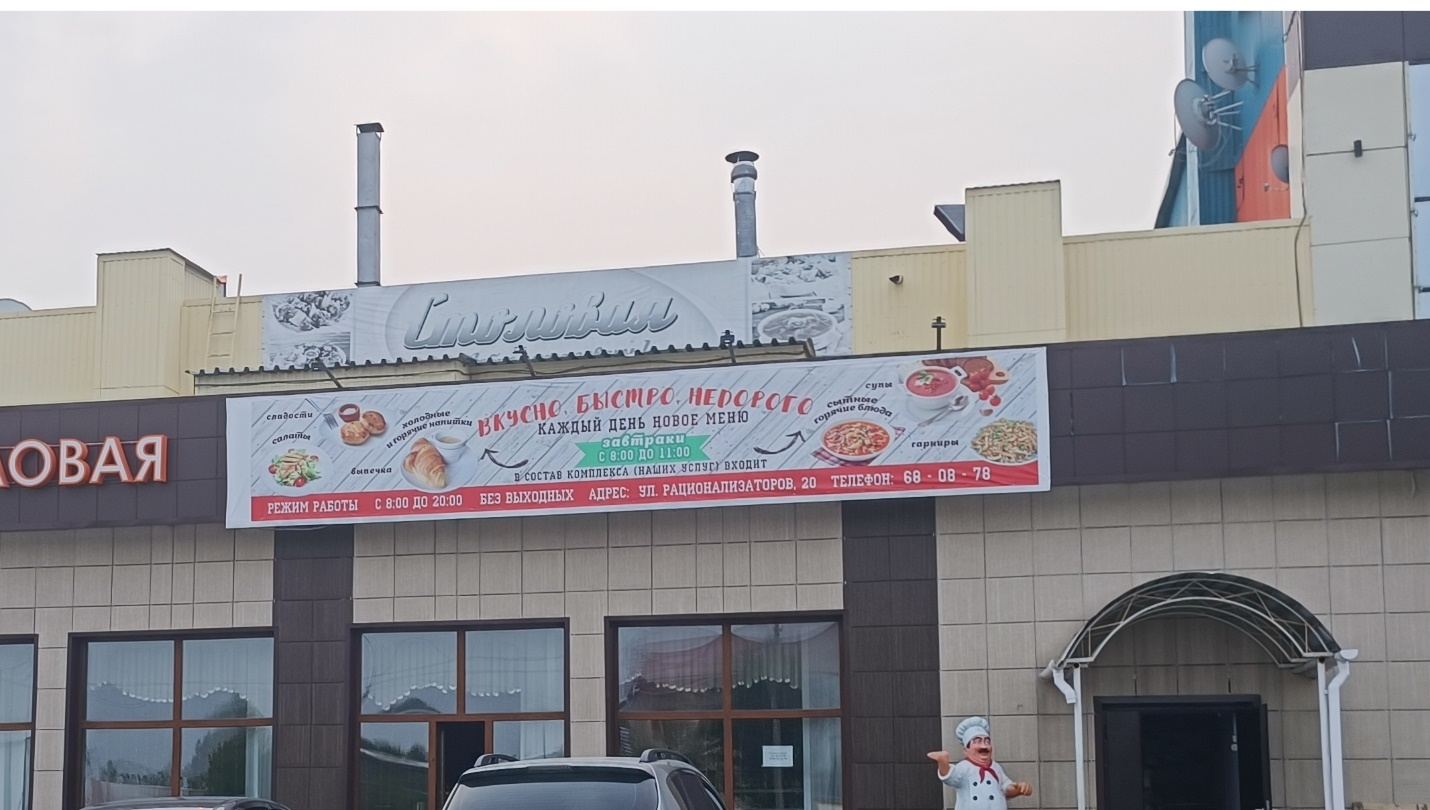 Столовая
ЛОВАЯ
ВКУСНО, БЫСТРО, НЕДОРОГО
КАЖДЫЙ ДЕНЬ НОВОЕ МЕНЮ
завтраки
С 8:00 ДО 11:00
В СОСТАВ КОМПЛЕКСА (НАШИХ УСЛУГ) ВХОДИТ
сладости
салаты
холодные
и горячие напитки
выпечка
супы
сытные
горячие блюда
гарниры
РЕЖИМ РАБОТЫ С 8:00 ДО 20:00 БЕЗ ВЫХОДНЫХ АДРЕС: УЛ. РАЦИОНАЛИЗАТОРОВ, 20 ТЕЛЕФОН: 68 - 08 - 78